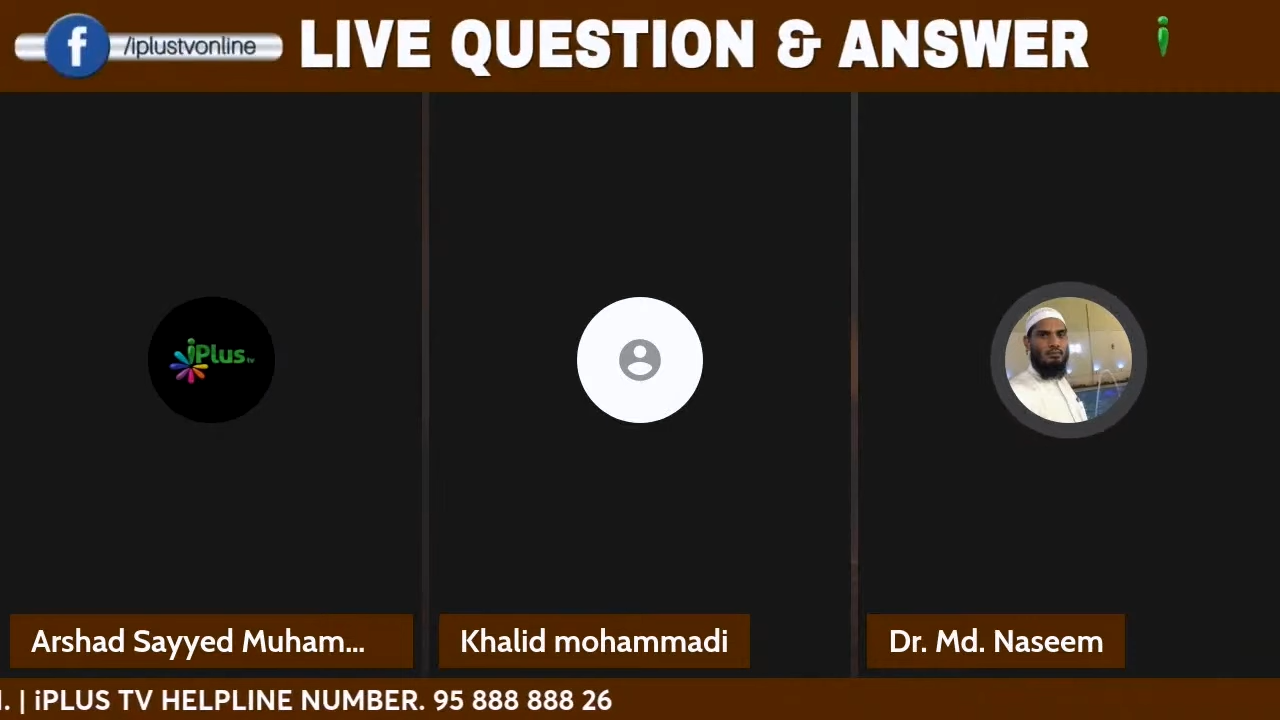 f /iplustvonline LIVE QUESTION & ANSWER
iPlus tv
Arshad Sayyed Muham...
Khalid mohammadi
Dr. Md. Naseem
. | iPLUS TV HELPLINE NUMBER. 95 888 888 26